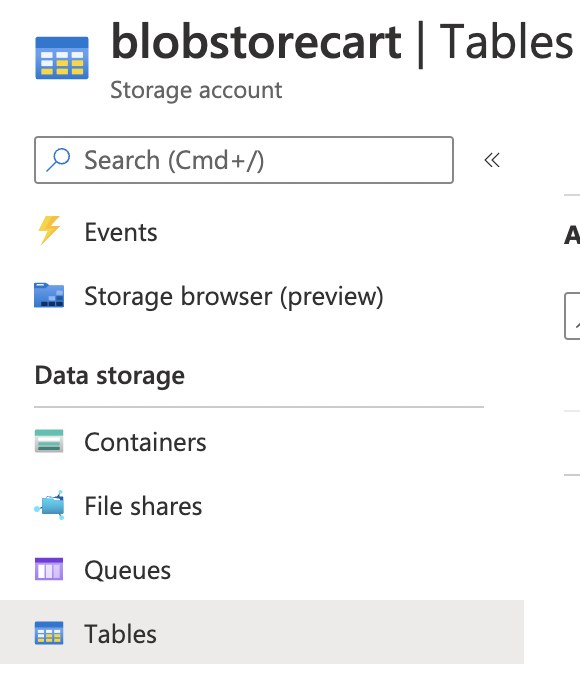 blobstorecart | Tables
Storage account
Search (Cmd+/)
«
A
Events
Storage browser (preview)
Data storage
Containers
File shares
Queues
Tables